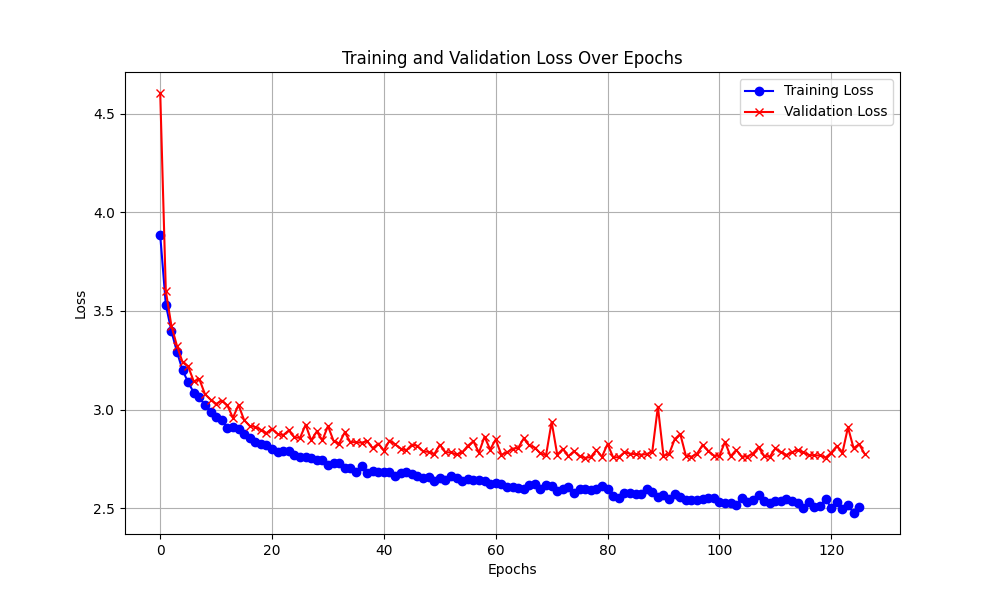 Training and Validation Loss Over Epochs
Training Loss
Validation Loss
4.5
4.0
3.5
3.0
2.5
Loss
0 20 40 60 80 100 120
Epochs